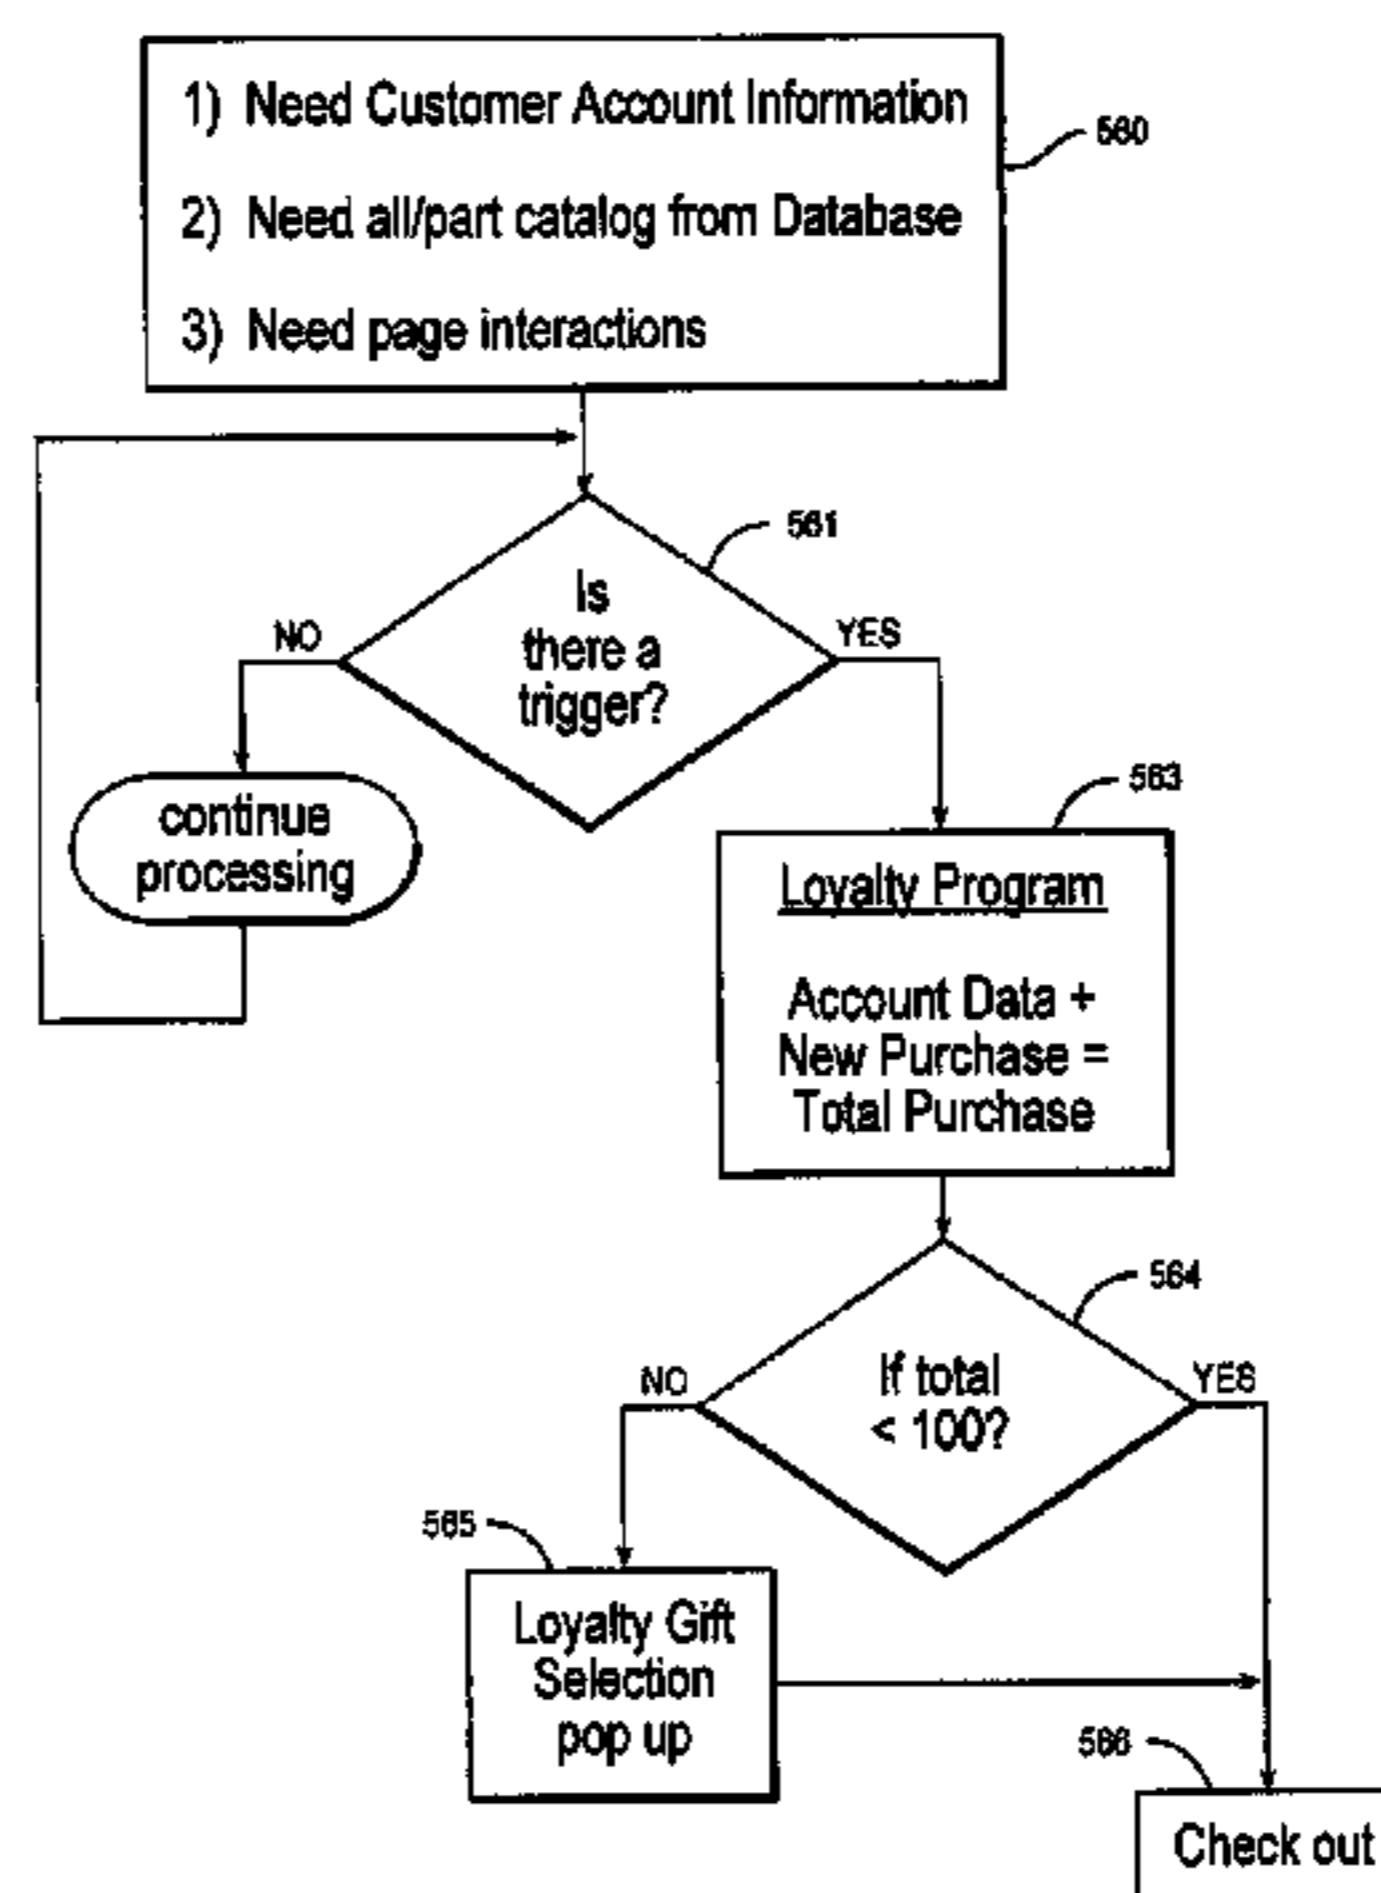 1) Need Customer Account Information
560
2) Need all/part catalog from Database
3) Need page interactions
561
Is
there a
trigger?
NO
YES
continue
processing
563
Loyalty Program
Account Data +
New Purchase =
Total Purchase
564
If total
< 100?
NO
YES
565
Loyalty Gift
Selection
pop up
566
Check out